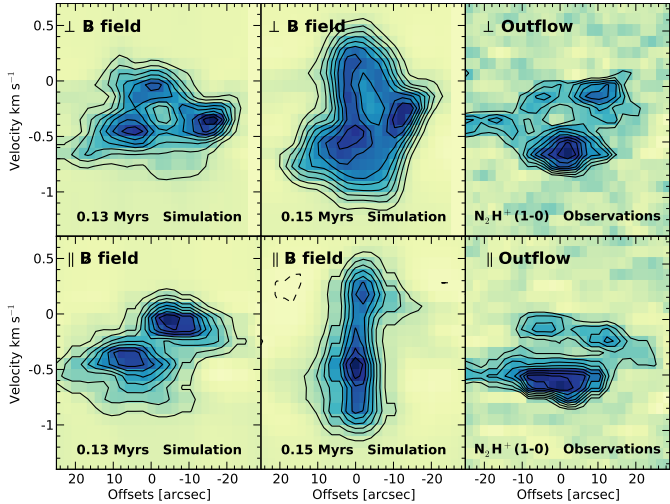 ⊥ B field
⊥ B field
⊥ Outflow
0.5
0
-0.5
-1
Velocity km s⁻¹
0.13 Myrs Simulation
0.15 Myrs Simulation
N₂H⁺(1-0) Observations
∥ B field
∥ B field
∥ Outflow
0.5
0
-0.5
-1
Velocity km s⁻¹
0.13 Myrs Simulation
0.15 Myrs Simulation
N₂H⁺(1-0) Observations
20 10 0 -10 -20
20 10 0 -10 -20
-20 -10 0 10 20
Offsets [arcsec]
Offsets [arcsec]
Offsets [arcsec]